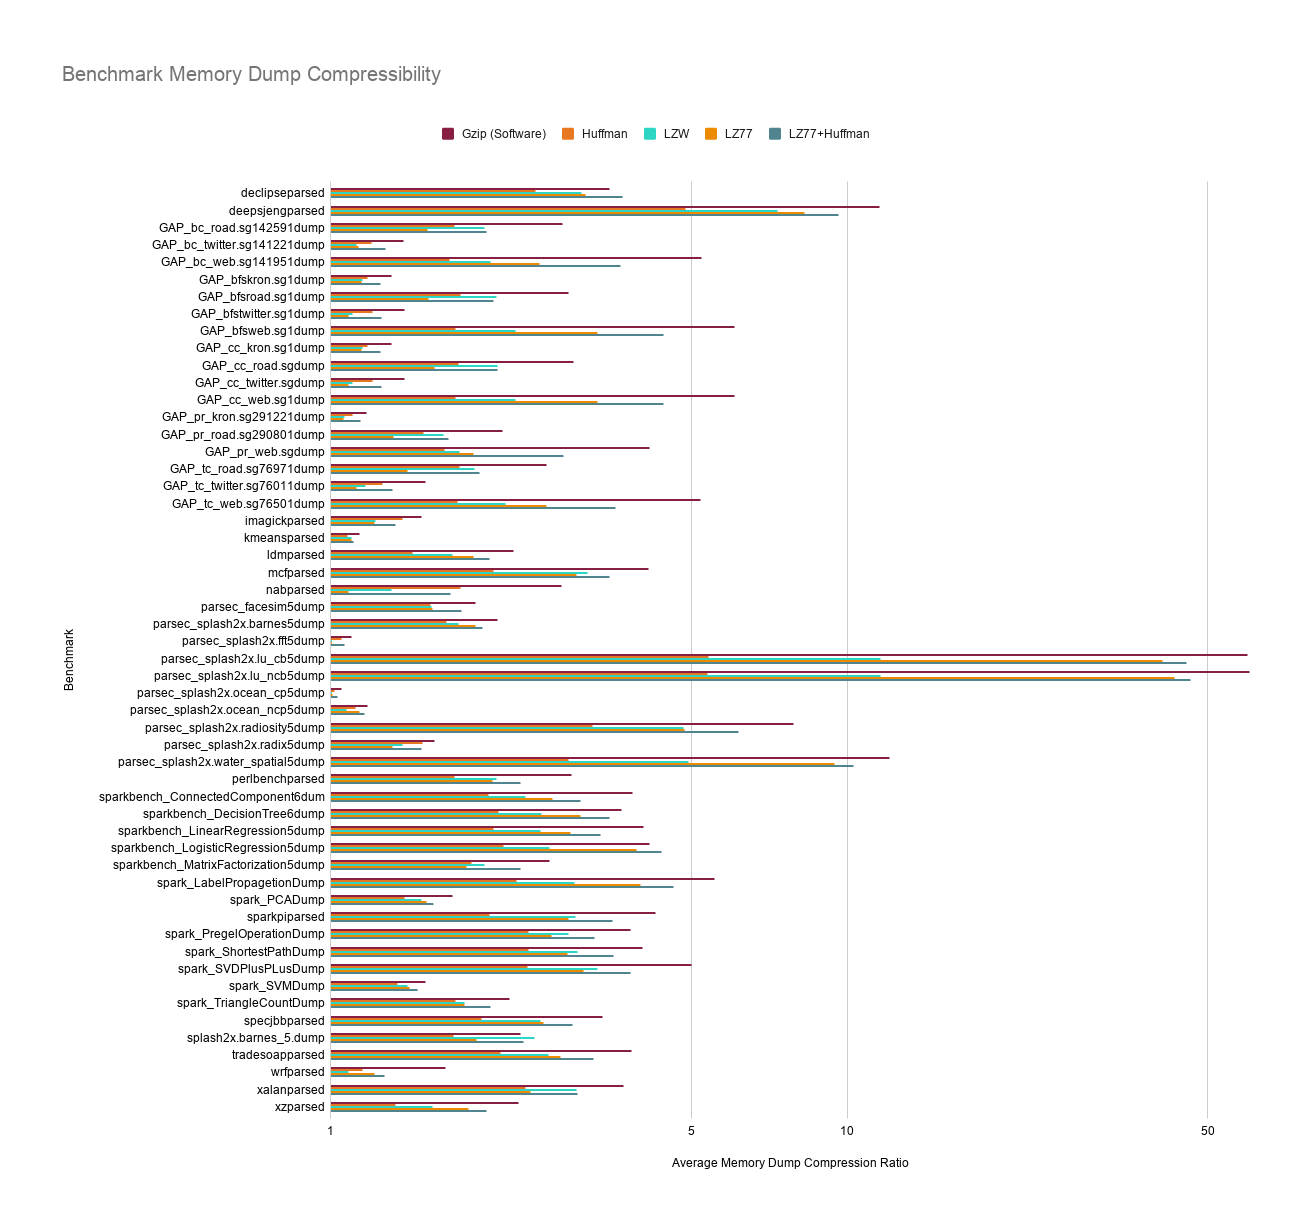 Benchmark Memory Dump Compressibility
Gzip (Software) Huffman LZW LZ77 LZ77+Huffman
declipseparsed
deepsjengparsed
GAP_bc_road.sg142591dump
GAP_bc_twitter.sg141221dump
GAP_bc_web.sg141951dump
GAP_bfskron.sg1dump
GAP_bfsroad.sg1dump
GAP_bfstwitter.sg1dump
GAP_bfsweb.sg1dump
GAP_cc_kron.sg1dump
GAP_cc_road.sgdump
GAP_cc_twitter.sgdump
GAP_cc_web.sg1dump
GAP_pr_kron.sg291221dump
GAP_pr_road.sg290801dump
GAP_pr_web.sgdump
GAP_tc_road.sg76971dump
GAP_tc_twitter.sg76011dump
GAP_tc_web.sg76501dump
imagickparsed
kmeansparsed
ldmparsed
mcfparsed
nabparsed
parsec_facesim5dump
parsec_splash2x.barnes5dump
parsec_splash2x.fft5dump
parsec_splash2x.lu_cb5dump
parsec_splash2x.lu_ncb5dump
parsec_splash2x.ocean_cp5dump
parsec_splash2x.ocean_ncp5dump
parsec_splash2x.radiosity5dump
parsec_splash2x.radix5dump
parsec_splash2x.water_spatial5dump
perlbenchparsed
sparkbench_ConnectedComponent6dum
sparkbench_DecisionTree6dump
sparkbench_LinearRegression5dump
sparkbench_LogisticRegression5dump
sparkbench_MatrixFactorization5dump
spark_LabelPropagetionDump
spark_PCADump
sparkpiparsed
spark_PregelOperationDump
spark_ShortestPathDump
spark_SVDPlusPLusDump
spark_SVMDump
spark_TriangleCountDump
specjbbparsed
splash2x.barnes_5.dump
tradesoapparsed
wrfparsed
xalanparsed
xzparsed
Benchmark
1 5 10 50
Average Memory Dump Compression Ratio